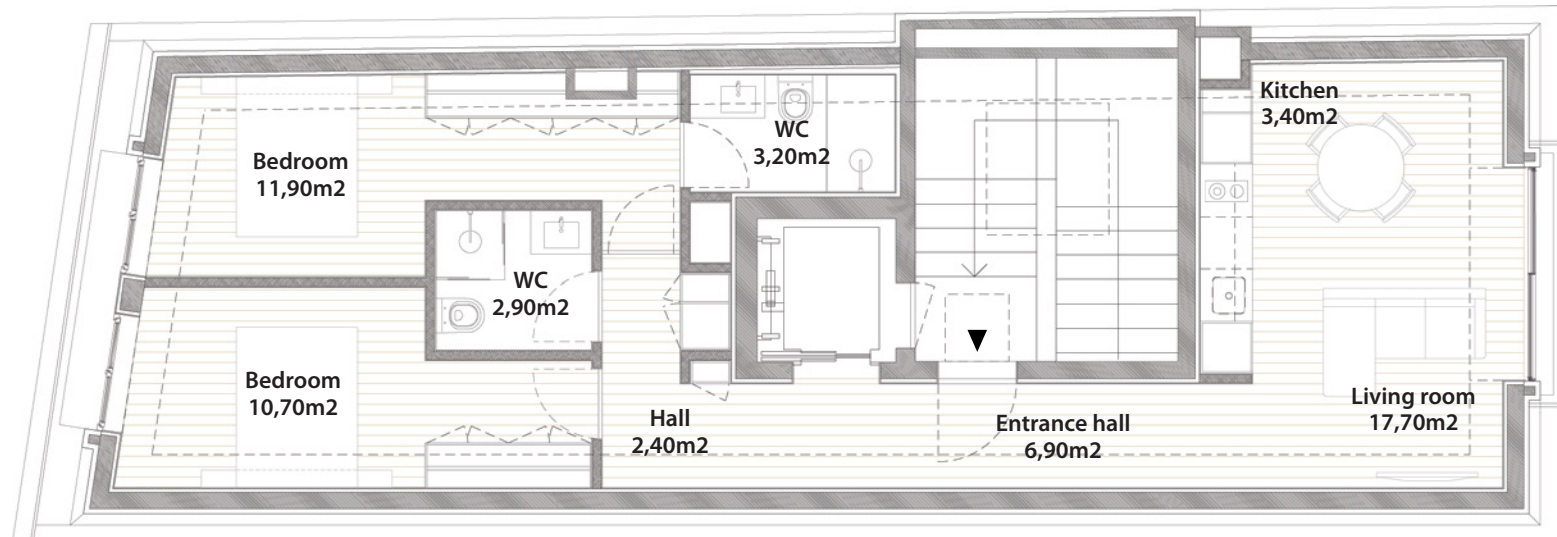 Kitchen
3,40m2
WC
3,20m2
Bedroom
11,90m2
WC
2,90m2
Bedroom
10,70m2
Hall
2,40m2
Entrance hall
6,90m2
Living room
17,70m2